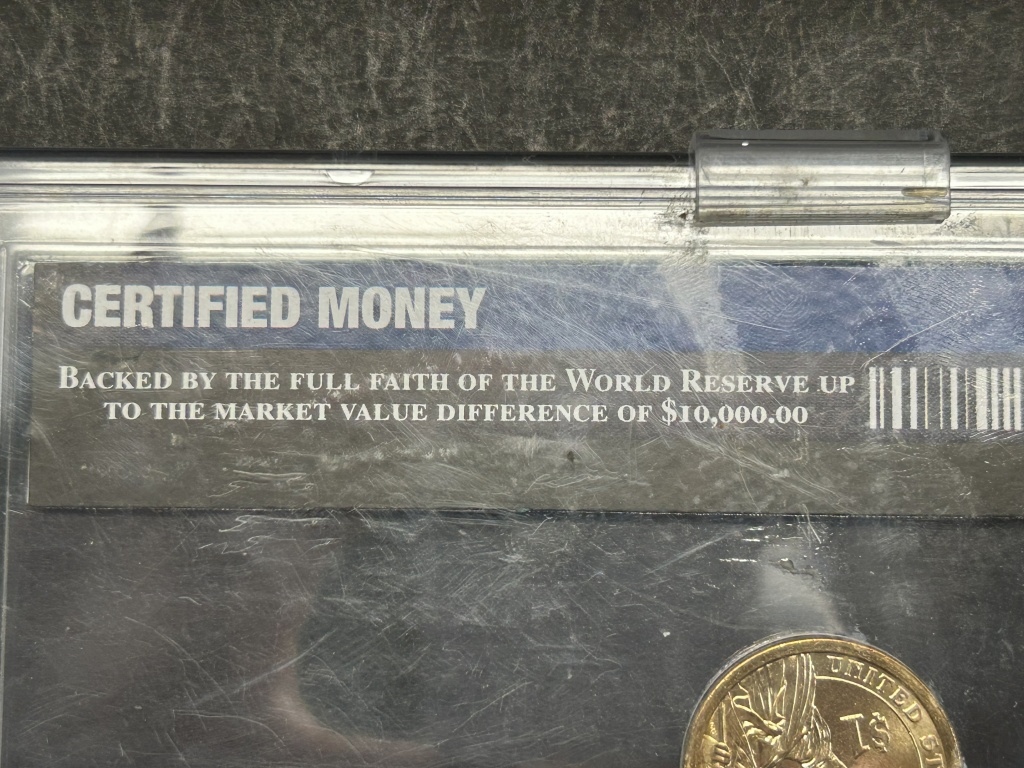 CERTIFIED MONEY
BACKED BY THE FULL FAITH OF THE WORLD RESERVE UP
TO THE MARKET VALUE DIFFERENCE OF $10,000.00
UNITED ST
$1